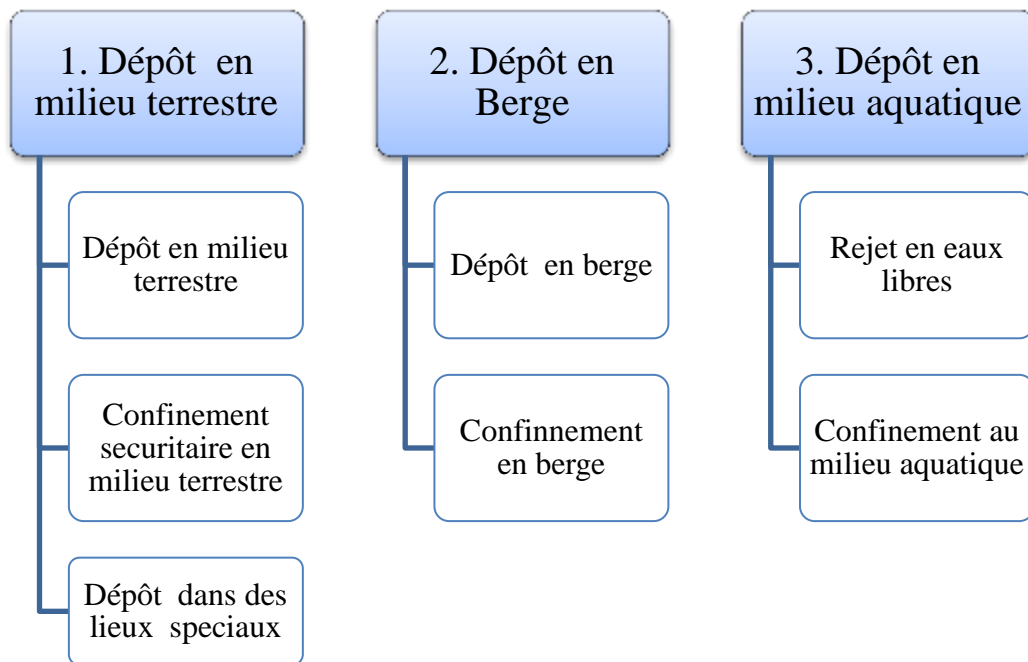 1. Dépôt en
milieu terrestre
Dépôt en milieu
terrestre
Confinement
securitaire en
milieu terrestre
Dépôt dans des
lieux speciaux
2. Dépôt en
Berge
Dépôt en berge
Confinnement
en berge
3. Dépôt en
milieu aquatique
Rejet en eaux
libres
Confinement au
milieu aquatique